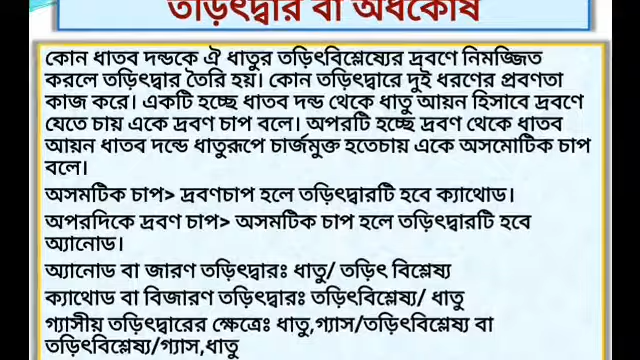 তড়িৎদ্বার বা অর্ধকোষ
কোন ধাতব দন্ডকে ঐ ধাতুর তড়িৎবিশ্লেষ্যের দ্রবণে নিমজ্জিত
করলে তড়িৎদ্বার তৈরি হয়। কোন তড়িৎদ্বারে দুই ধরণের প্রবণতা
কাজ করে। একটি হচ্ছে ধাতব দন্ড থেকে ধাতু আয়ন হিসাবে দ্রবণে
যেতে চায় একে দ্রবণ চাপ বলে। অপরটি হচ্ছে দ্রবণ থেকে ধাতব
আয়ন ধাতব দন্ডে ধাতুরূপে চার্জমুক্ত হতেচায় একে অসমোটিক চাপ
বলে।
অসমটিক চাপ> দ্রবণচাপ হলে তড়িৎদ্বারটি হবে ক্যাথোড।
অপরদিকে দ্রবণ চাপ> অসমটিক চাপ হলে তড়িৎদ্বারটি হবে
অ্যানোড।
অ্যানোড বা জারণ তড়িৎদ্বারঃ ধাতু/ তড়িৎ বিশ্লেষ্য
ক্যাথোড বা বিজারণ তড়িৎদ্বারঃ তড়িৎবিশ্লেষ্য/ ধাতু
গ্যাসীয় তড়িৎদ্বারের ক্ষেত্রেঃ ধাতু,গ্যাস/তড়িৎবিশ্লেষ্য বা
তড়িৎবিশ্লেষ্য/গ্যাস,ধাতু